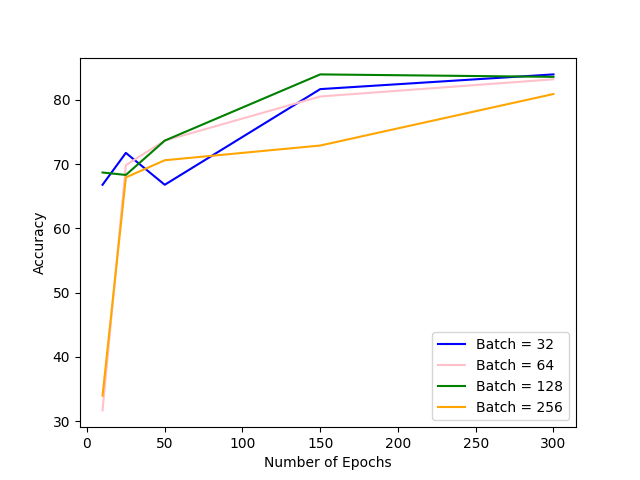 80
70
60
50
40
30
Accuracy
0
50
100
150
200
250
300
Number of Epochs
Batch = 32
Batch = 64
Batch = 128
Batch = 256